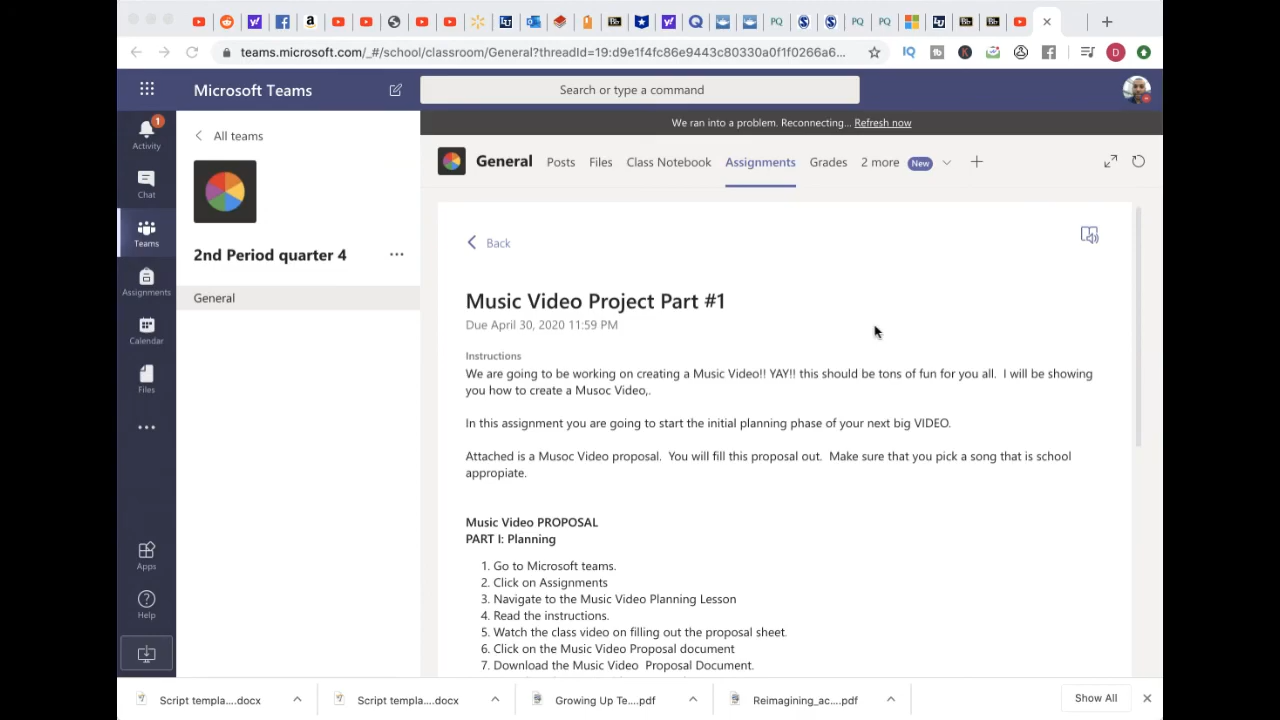 teams.microsoft.com/_#/school/classroom/General?threadId=19:d9e1f4fc86e9443c80330a0f1f0266a6...
Microsoft Teams
Search or type a command
We ran into a problem. Reconnecting... Refresh now
1
Activity
Chat
Teams
Assignments
Calendar
Files
Apps
Help
All teams
2nd Period quarter 4
General
General Posts Files Class Notebook Assignments Grades 2 more New
Back
Music Video Project Part #1
Due April 30, 2020 11:59 PM
Instructions
We are going to be working on creating a Music Video!! YAY!! this should be tons of fun for you all. I will be showing
you how to create a Musoc Video,.
In this assignment you are going to start the initial planning phase of your next big VIDEO.
Attached is a Musoc Video proposal. You will fill this proposal out. Make sure that you pick a song that is school
appropiate.
Music Video PROPOSAL
PART I: Planning
1. Go to Microsoft teams.
2. Click on Assignments
3. Navigate to the Music Video Planning Lesson
4. Read the instructions.
5. Watch the class video on filling out the proposal sheet.
6. Click on the Music Video Proposal document
7. Download the Music Video Proposal Document.
Script templa....docx
Script templa....docx
Growing Up Te....pdf
Reimagining_ac....pdf
Show All